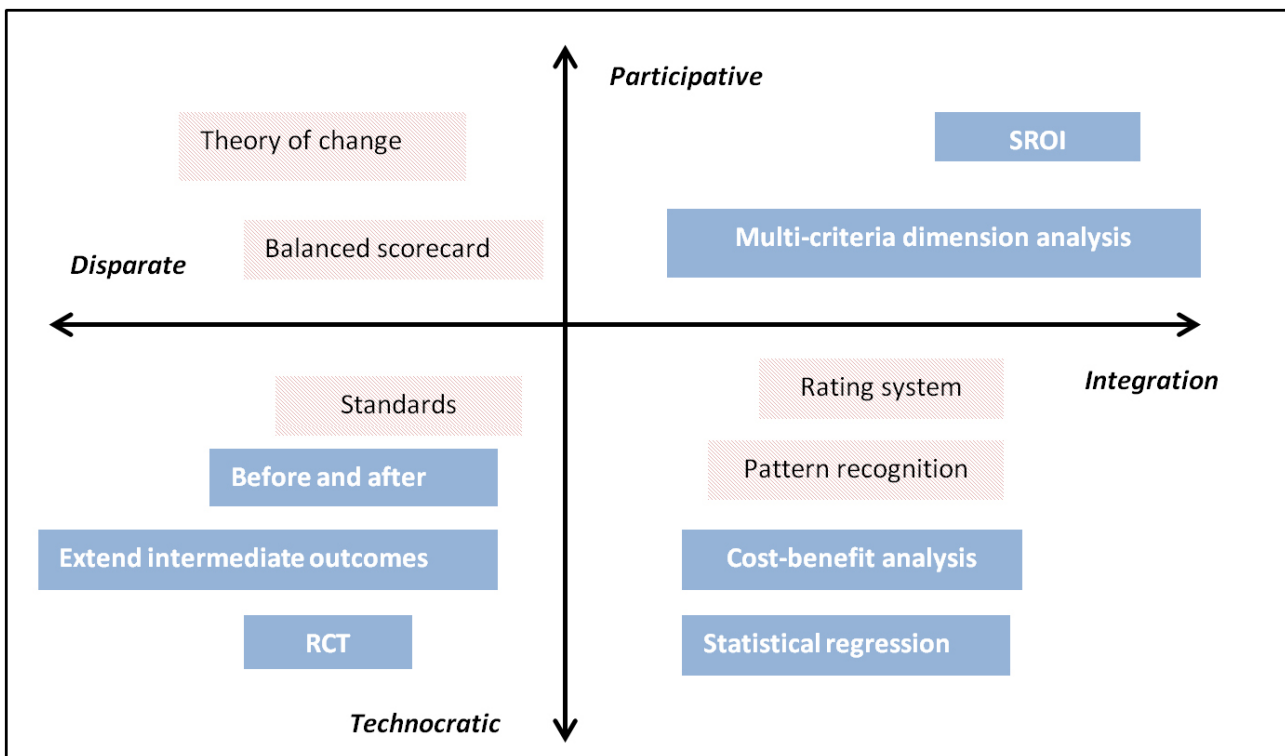 Participative
Theory of change
SROI
Balanced scorecard
Multi-criteria dimension analysis
Disparate
Integration
Standards
Rating system
Before and after
Pattern recognition
Extend intermediate outcomes
Cost-benefit analysis
RCT
Statistical regression
Technocratic